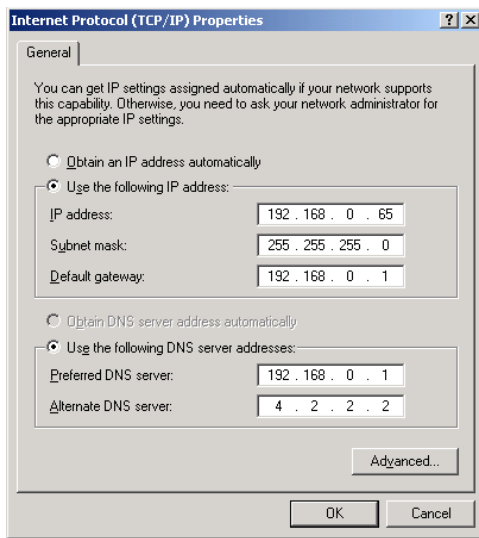 Internet Protocol (TCP/IP) Properties
? X
General
You can get IP settings assigned automatically if your network supports
this capability. Otherwise, you need to ask your network administrator for
the appropriate IP settings.
Obtain an IP address automatically
Use the following IP address:
IP address: 192 . 168 . 0 . 65
Subnet mask: 255 . 255 . 255 . 0
Default gateway: 192 . 168 . 0 . 1
Obtain DNS server address automatically
Use the following DNS server addresses:
Preferred DNS server: 192 . 168 . 0 . 1
Alternate DNS server: 4 . 2 . 2 . 2
Advanced...
OK Cancel